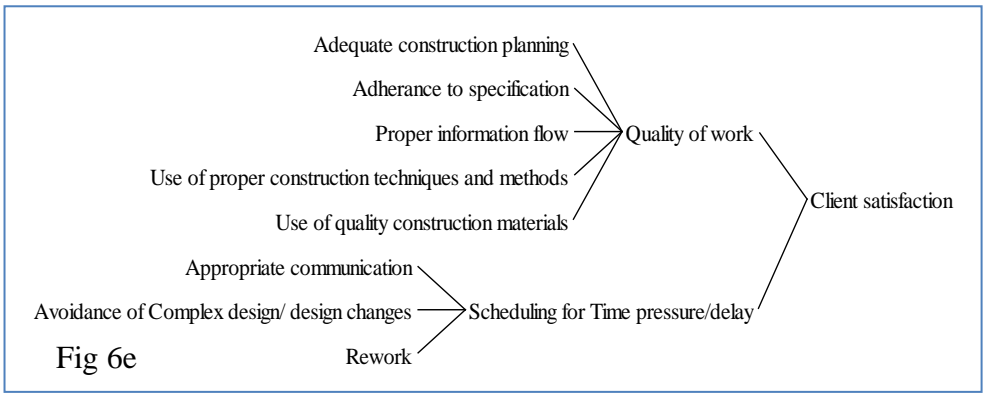 Adequate construction planning
Adherance to specification
Proper information flow
Quality of work
Use of proper construction techniques and methods
Client satisfaction
Use of quality construction materials
Appropriate communication
Avoidance of Complex design/ design changes
Scheduling for Time pressure/delay
Rework
Fig 6e